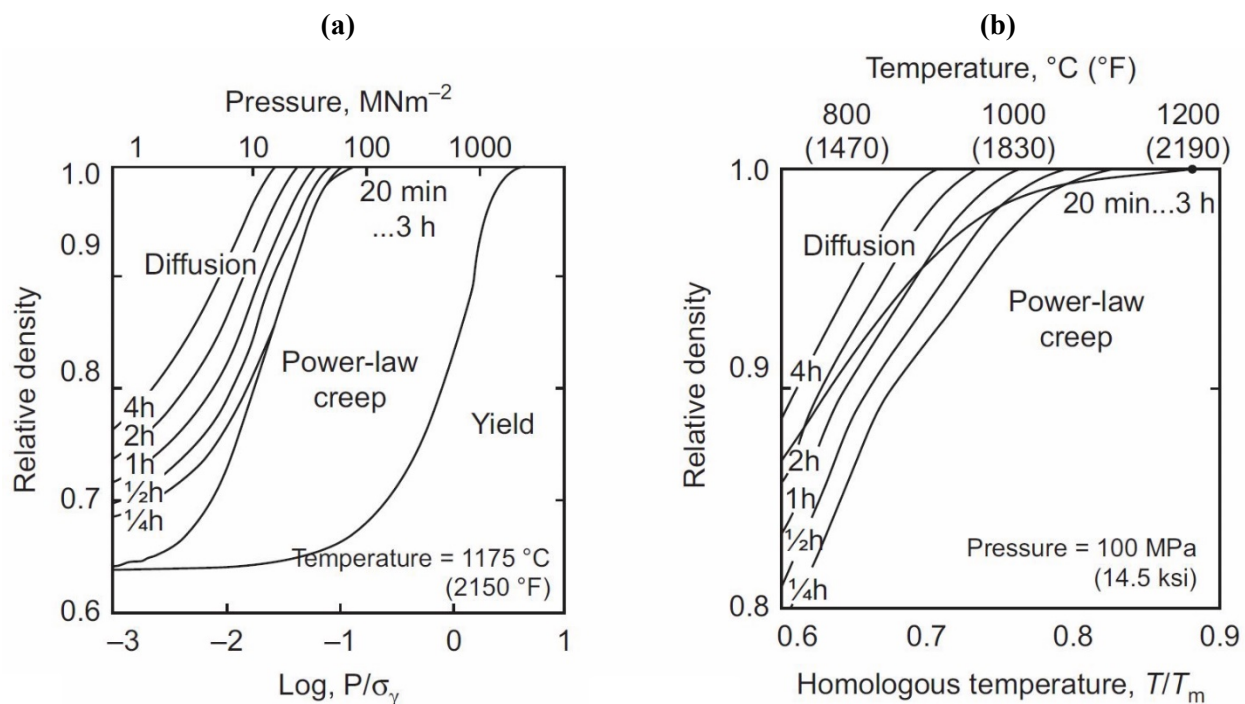 (a)
Pressure, MNm⁻²
1 10 100 1000
1.0
0.9
0.8
0.7
0.6
Relative density
Diffusion
20 min
...3 h
Power-law
creep
Yield
4h
2h
1h
½h
¼h
Temperature = 1175 °C
(2150 °F)
–3 –2 –1 0 1
Log, P/σᵧ
(b)
Temperature, °C (°F)
800 1000 1200
(1470) (1830) (2190)
1.0
0.9
0.8
Relative density
Diffusion
20 min...3 h
Power-law
creep
4h
2h
1h
½h
¼h
Pressure = 100 MPa
(14.5 ksi)
0.6 0.7 0.8 0.9
Homologous temperature, T/Tₘ